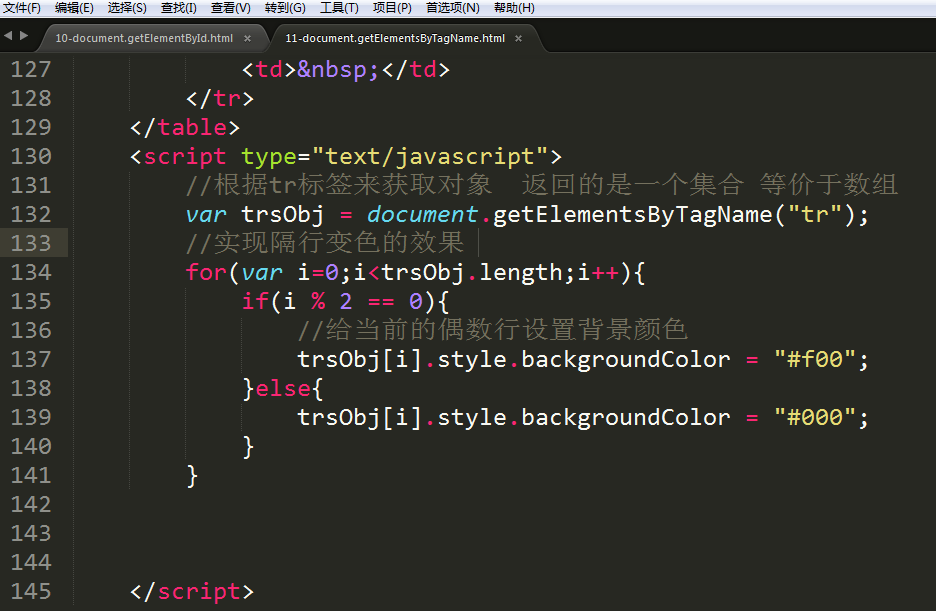 文件(F) 编辑(E) 选择(S) 查找(I) 查看(V) 转到(G) 工具(T) 项目(P) 首选项(N) 帮助(H)
10-document.getElementById.html × 11-document.getElementsByTagName.html ×
127 <td>&nbsp;</td>
128 </tr>
129 </table>
130 <script type="text/javascript">
131 //根据tr标签来获取对象 返回的是一个集合 等价于数组
132 var trsObj = document.getElementsByTagName("tr");
133 //实现隔行变色的效果
134 for(var i=0;i<trsObj.length;i++){
135 if(i % 2 == 0){
136 //给当前的偶数行设置背景颜色
137 trsObj[i].style.backgroundColor = "#f00";
138 }else{
139 trsObj[i].style.backgroundColor = "#000";
140 }
141 }
142
143
144
145 </script>